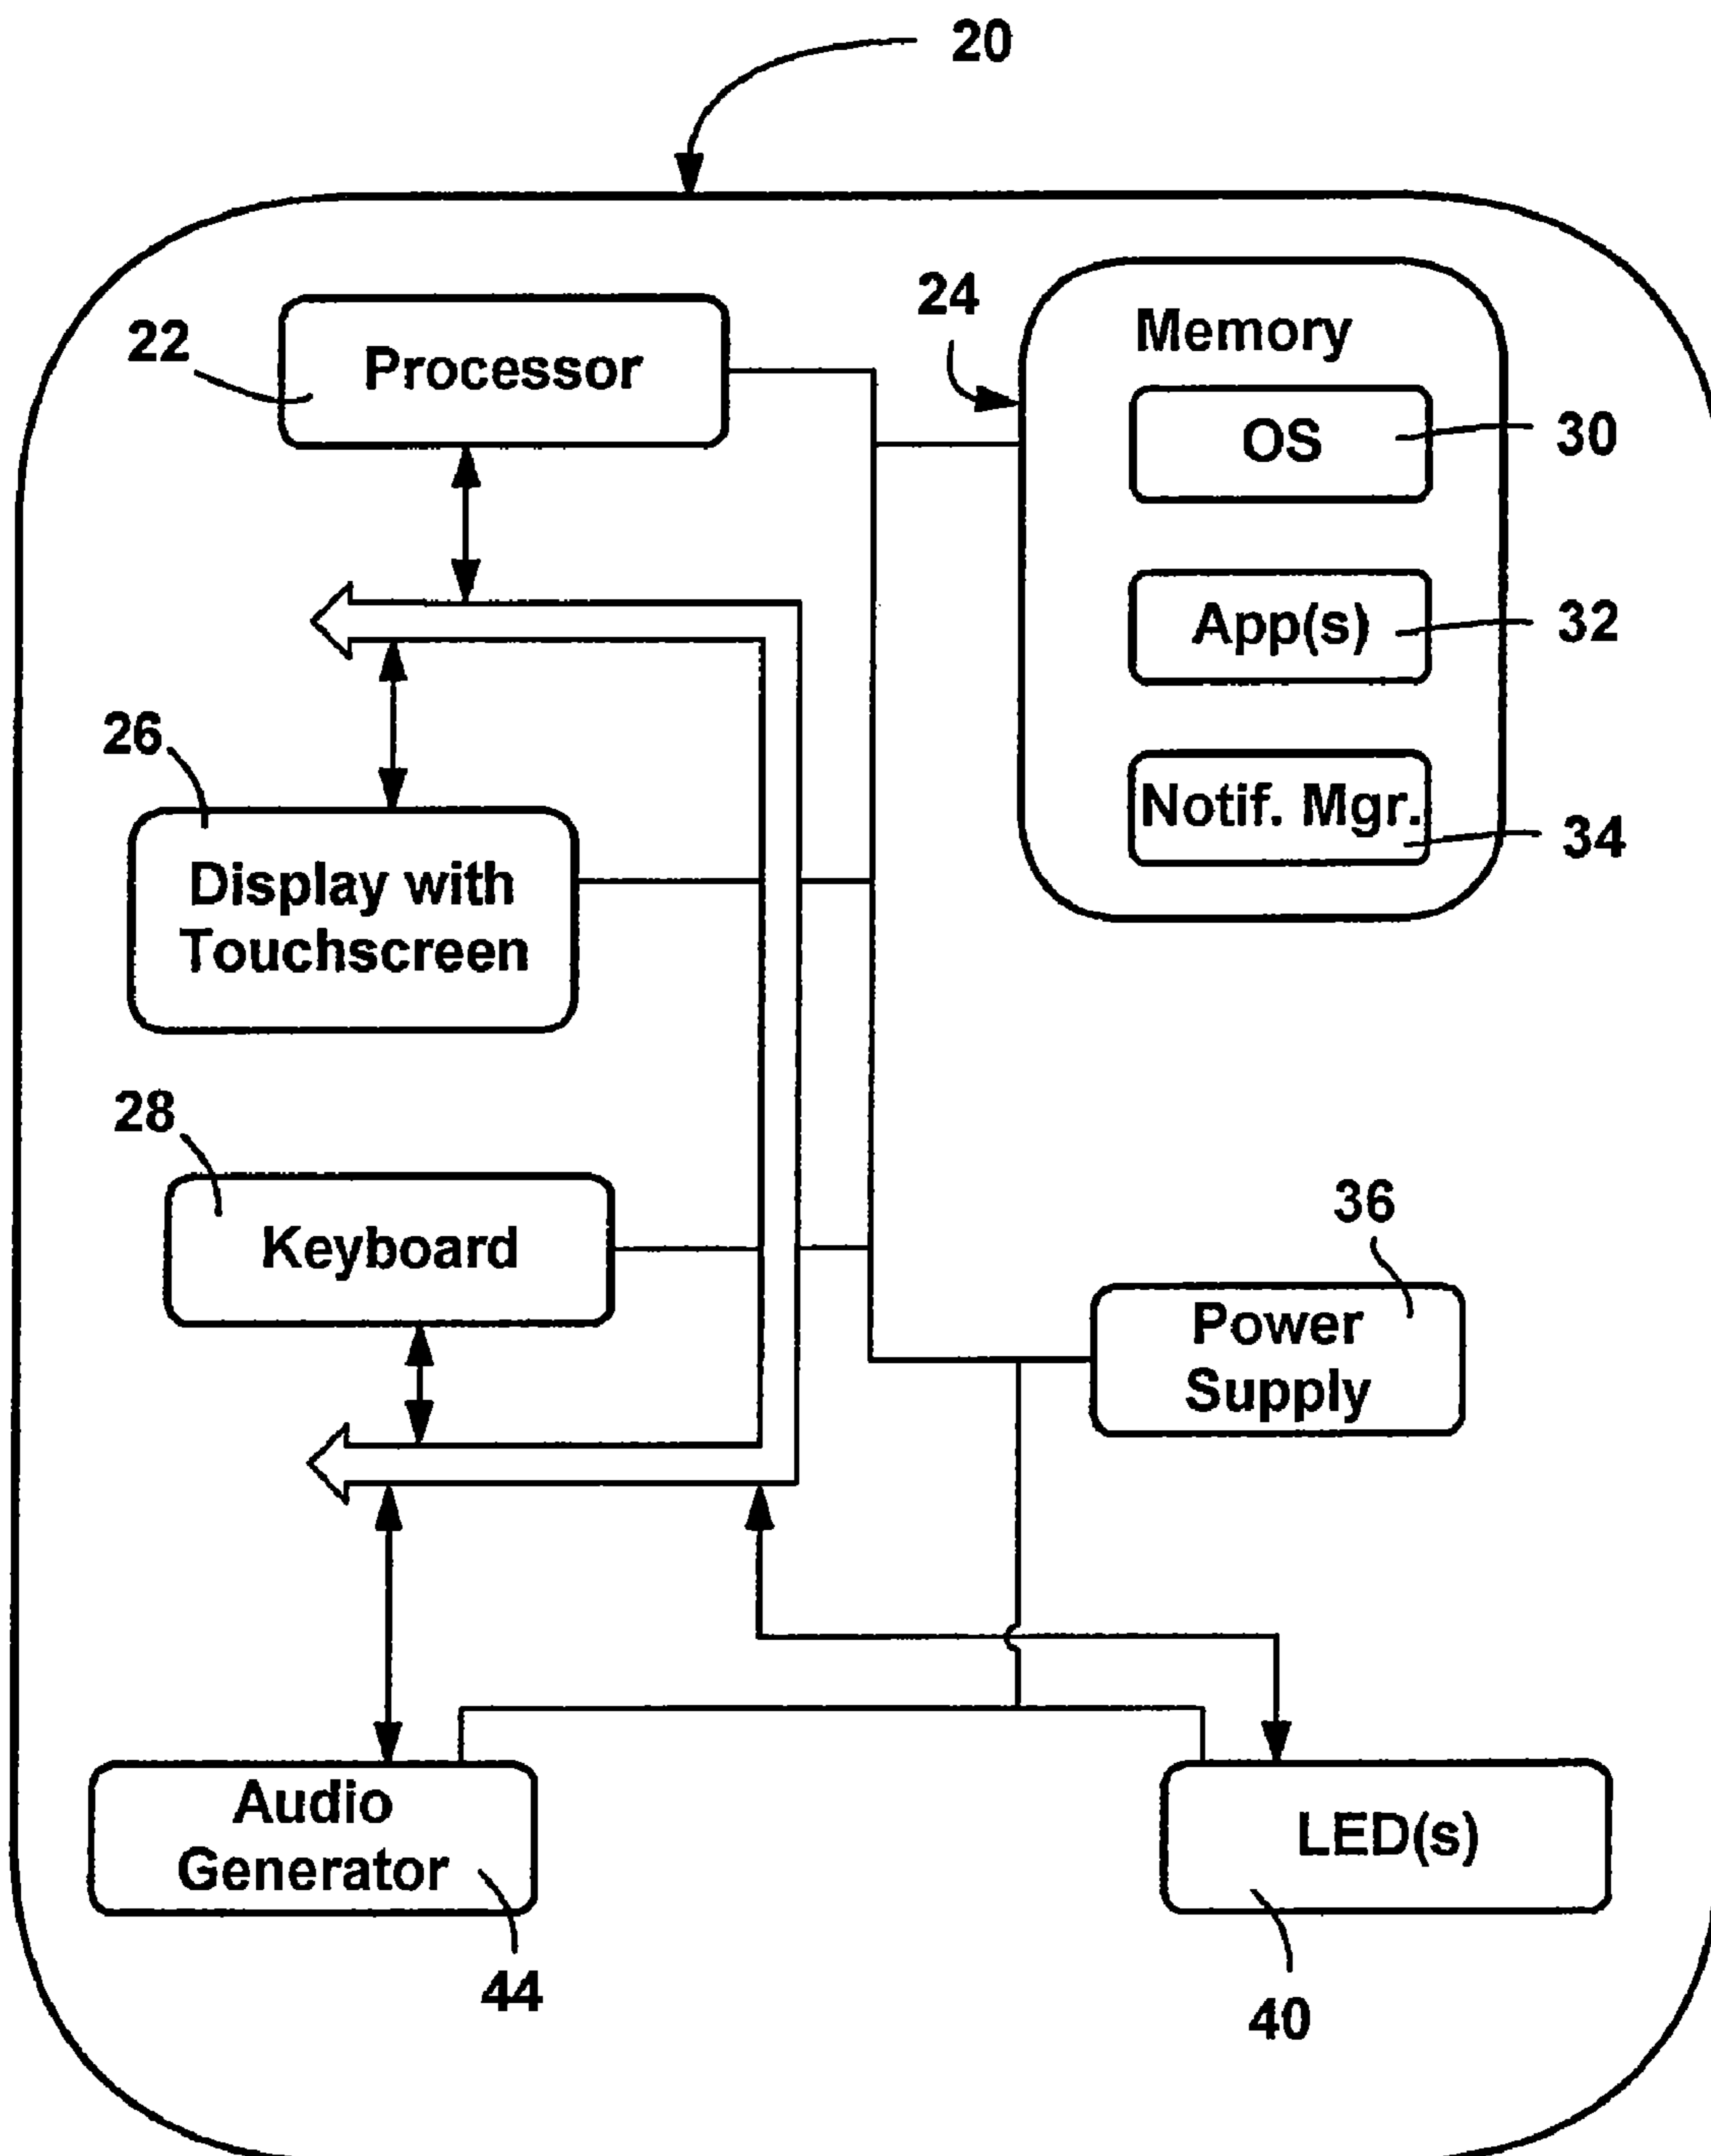 20
22
Processor
24
Memory
OS
30
App(s)
32
Notif. Mgr.
34
26
Display with
Touchscreen
28
Keyboard
36
Power
Supply
Audio
Generator
44
LED(s)
40